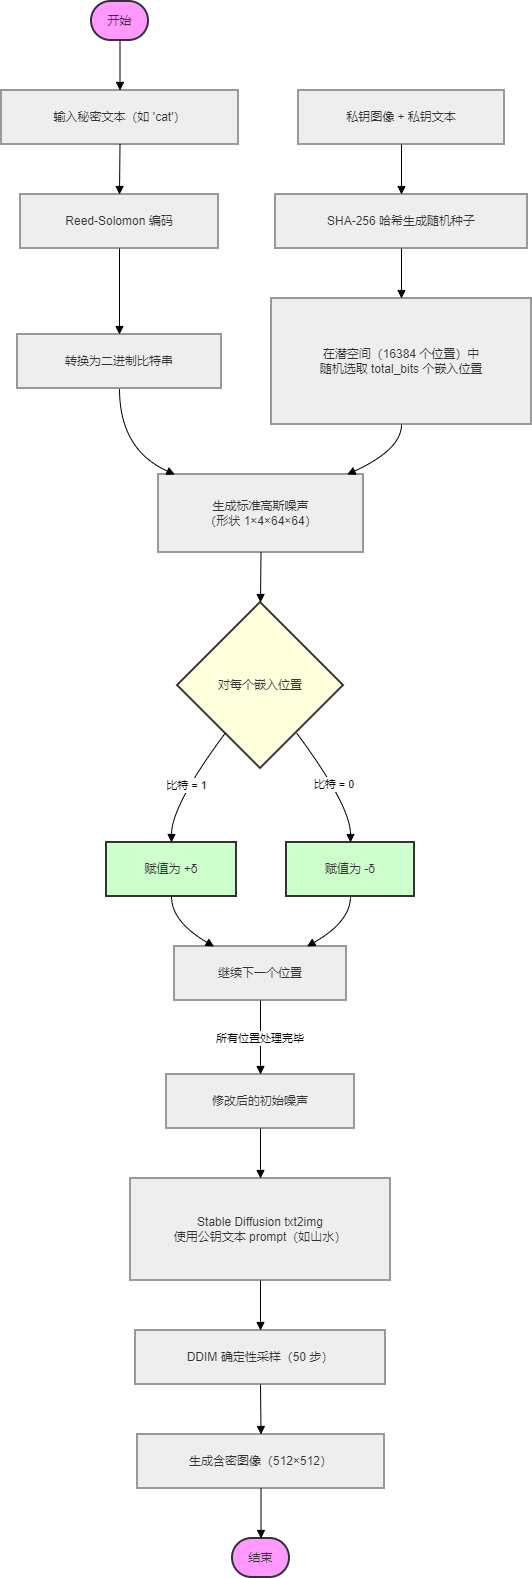 开始
输入秘密文本（如 'cat'）
私钥图像 + 私钥文本
Reed-Solomon 编码
SHA-256 哈希生成随机种子
转换为二进制比特串
在潜空间（16384 个位置）中
随机选取 total_bits 个嵌入位置
生成标准高斯噪声
（形状 1×4×64×64）
对每个嵌入位置
比特 = 1
比特 = 0
赋值为 +δ
赋值为 -δ
继续下一个位置
所有位置处理完毕
修改后的初始噪声
Stable Diffusion txt2img
使用公钥文本 prompt（如山水）
DDIM 确定性采样（50 步）
生成含密图像（512×512）
结束